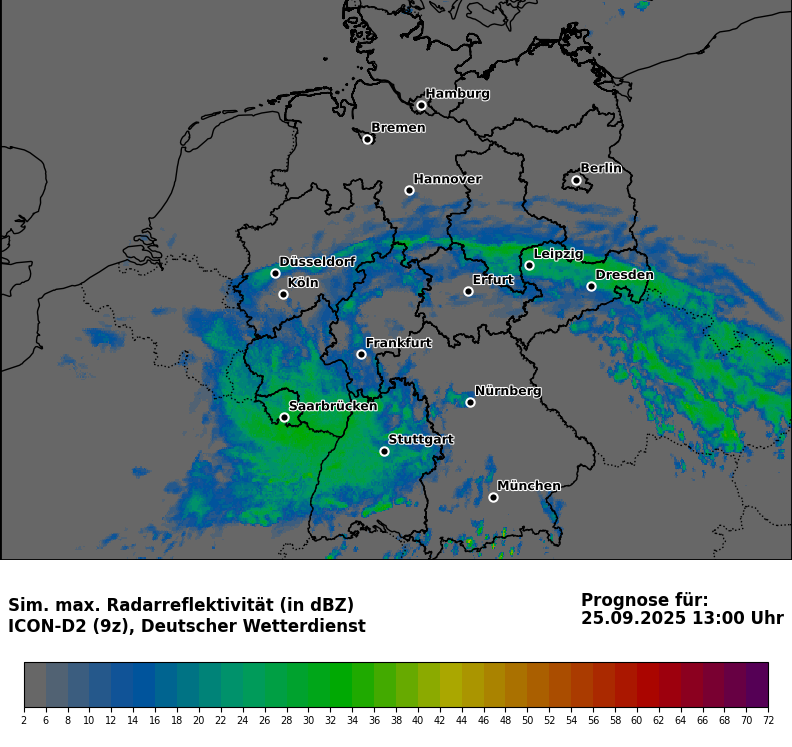 Hamburg
Bremen
Hannover
Berlin
Düsseldorf
Köln
Leipzig
Erfurt
Dresden
Frankfurt
Saarbrücken
Nürnberg
Stuttgart
München
Sim. max. Radarreflektivität (in dBZ)
ICON-D2 (9z), Deutscher Wetterdienst
Prognose für:
25.09.2025 13:00 Uhr
2 6 8 10 12 14 16 18 20 22 24 26 28 30 32 34 36 38 40 42 44 46 48 50 52 54 56 58 60 62 64 66 68 70 72